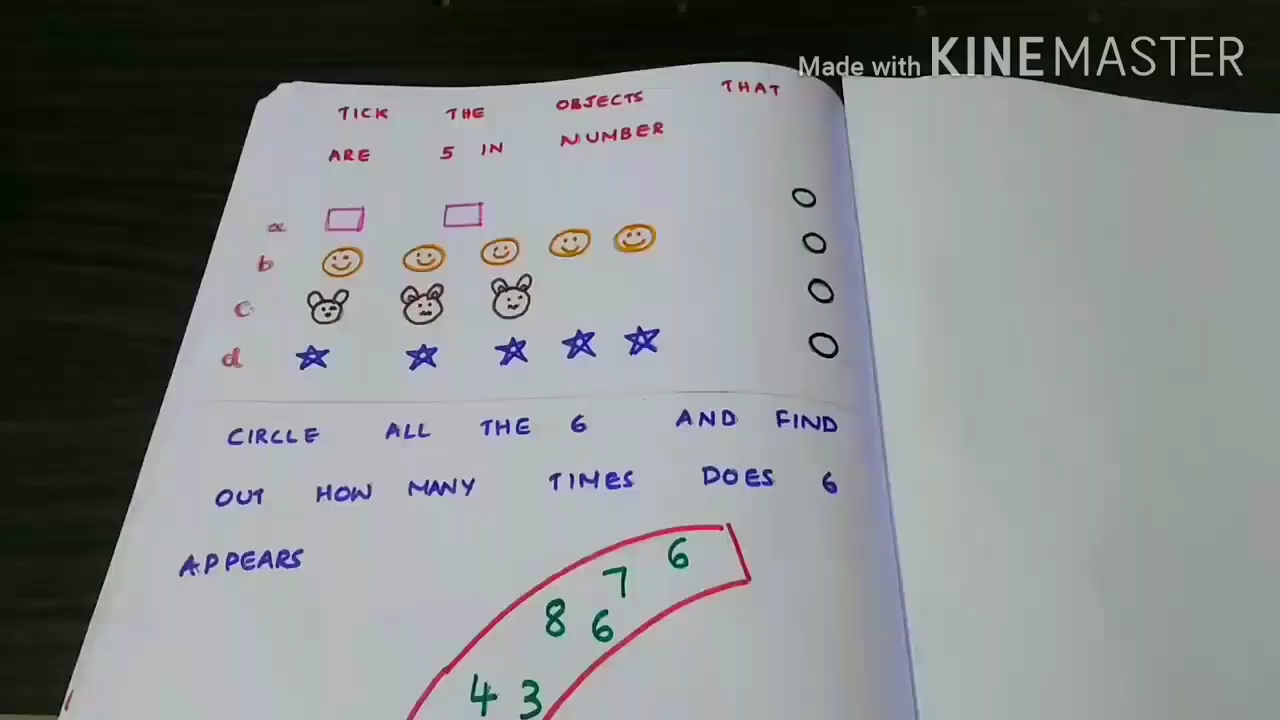 Made with KINEMASTER
TICK THE OBJECTS THAT
ARE 5 IN NUMBER
a
b
c
d
CIRCLE ALL THE 6 AND FIND
OUT HOW MANY TIMES DOES 6
APPEARS
6
7
8 6
4 3